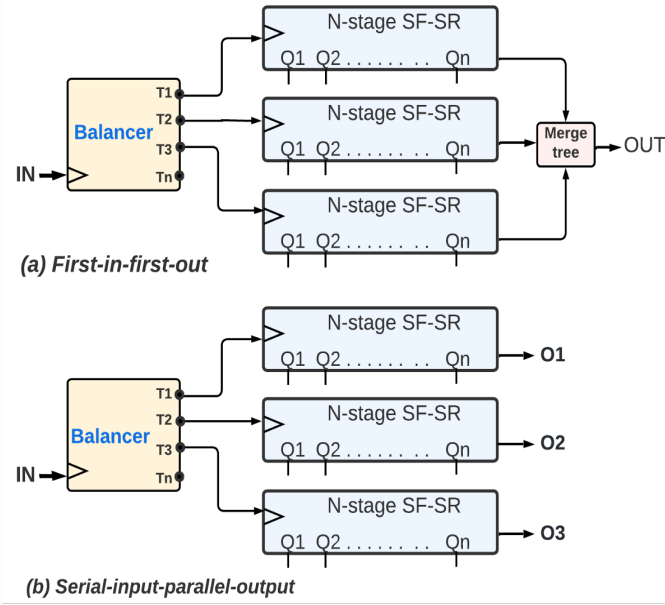 N-stage SF-SR
Q1 Q2 . . . . . . . . Qn
T1
T2
Balancer
T3
Tn
IN
N-stage SF-SR
Q1 Q2 . . . . . . . . Qn
Merge
tree
OUT
N-stage SF-SR
Q1 Q2 . . . . . . . . Qn
(a) First-in-first-out
N-stage SF-SR
Q1 Q2 . . . . . . . . Qn
O1
T1
T2
Balancer
T3
Tn
IN
N-stage SF-SR
Q1 Q2 . . . . . . . . Qn
O2
N-stage SF-SR
Q1 Q2 . . . . . . . . Qn
O3
(b) Serial-input-parallel-output